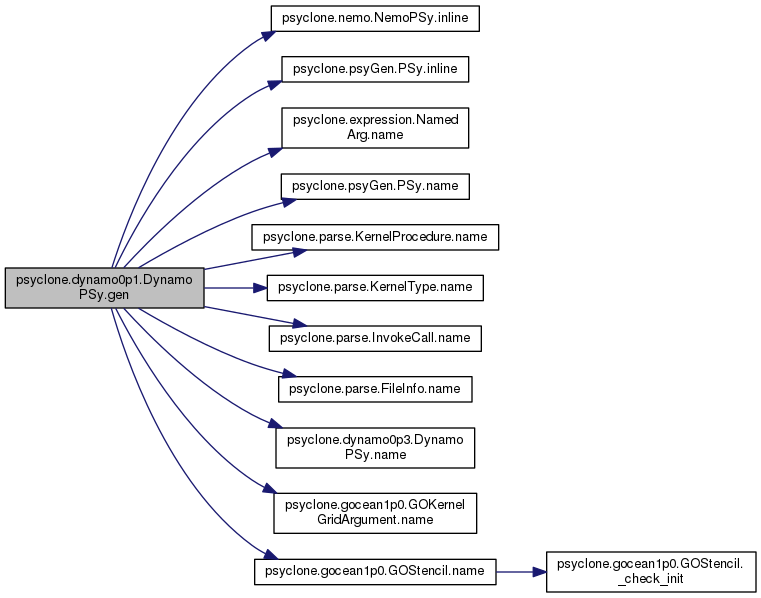 psyclone.nemo.NemoPSy.inline
psyclone.psyGen.PSy.inline
psyclone.expression.Named
Arg.name
psyclone.psyGen.PSy.name
psyclone.parse.KernelProcedure.name
psyclone.dynamo0p1.Dynamo
PSy.gen
psyclone.parse.KernelType.name
psyclone.parse.InvokeCall.name
psyclone.parse.FileInfo.name
psyclone.dynamo0p3.Dynamo
PSy.name
psyclone.gocean1p0.GOKernel
GridArgument.name
psyclone.gocean1p0.GOStencil.name
psyclone.gocean1p0.GOStencil.
_check_init